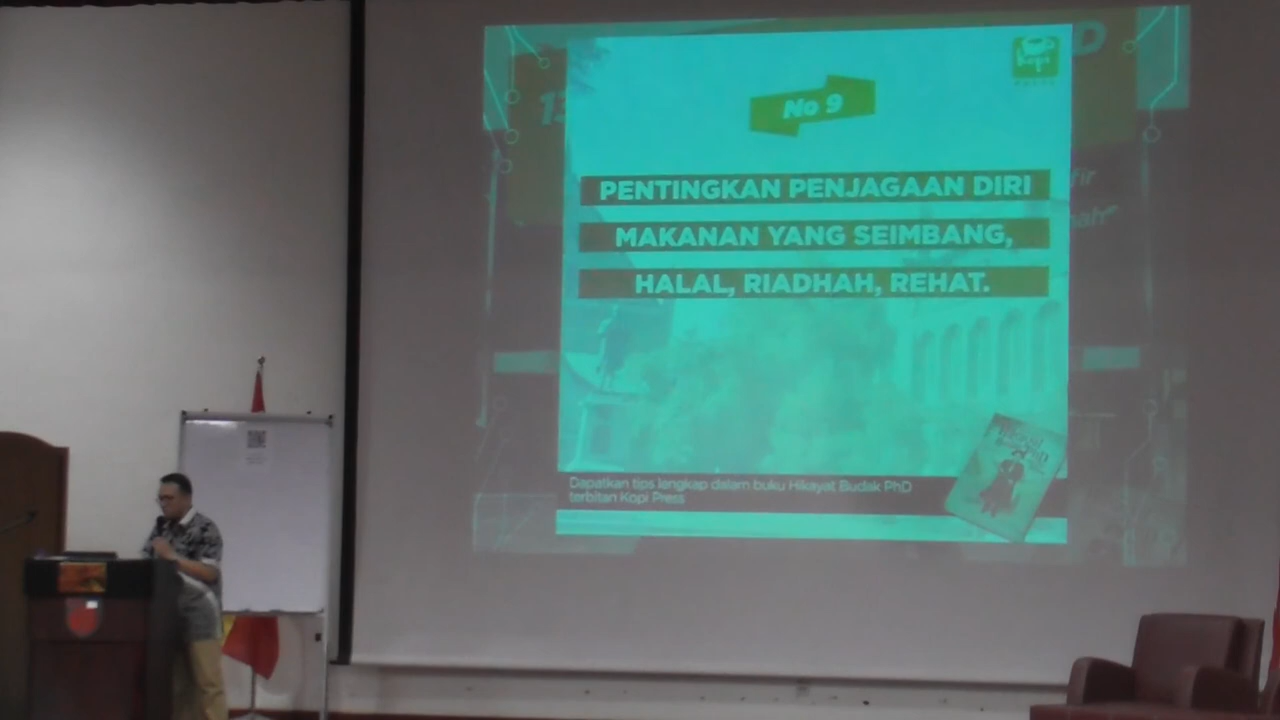 Kopi
No 9
PENTINGKAN PENJAGAAN DIRI
MAKANAN YANG SEIMBANG,
HALAL, RIADHAH, REHAT.
Dapatkan tips lengkap dalam buku Hikayat Budak PhD
terbitan Kopi Press